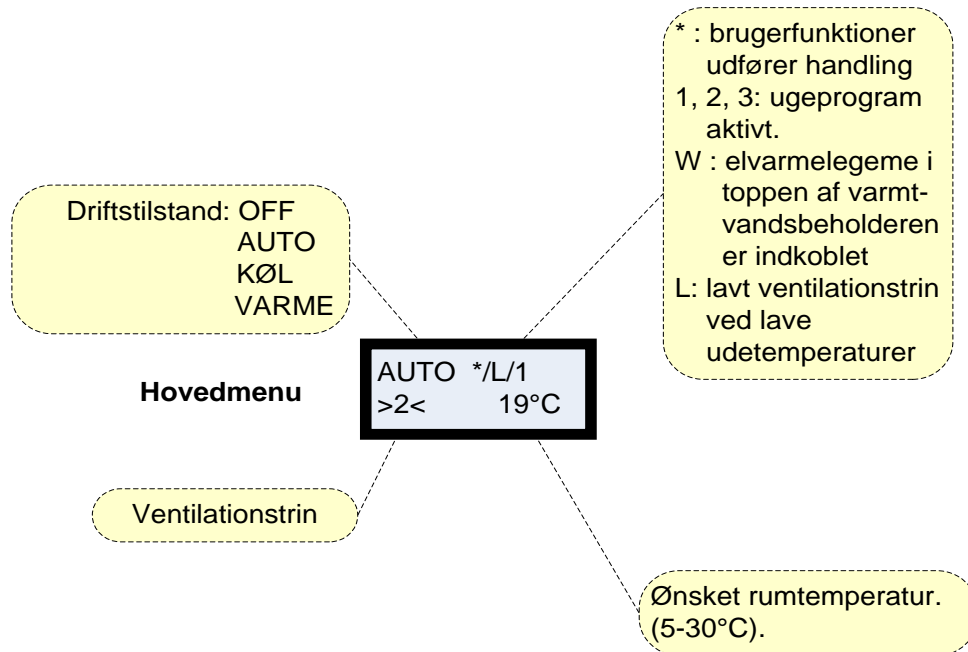 * : brugerfunktioner
udfører handling
1, 2, 3: ugeprogram
aktivt.
W : elvarmelegeme i
toppen af varmt-
vandsbeholderen
er indkoblet
L: lavt ventilationstrin
ved lave
udetemperaturer
Driftstilstand: OFF
AUTO
KØL
VARME
Hovedmenu
AUTO */L/1
>2< 19°C
Ventilationstrin
Ønsket rumtemperatur.
(5-30°C).